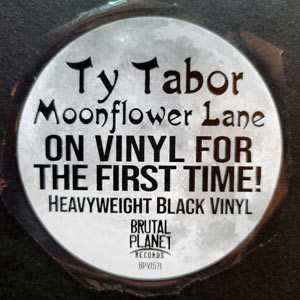 Ty Tabor
Moonflower Lane
ON VINYL FOR
THE FIRST TIME!
HEAVYWEIGHT BLACK VINYL
BRUTAL
PLANET
RECORDS
BPV1571